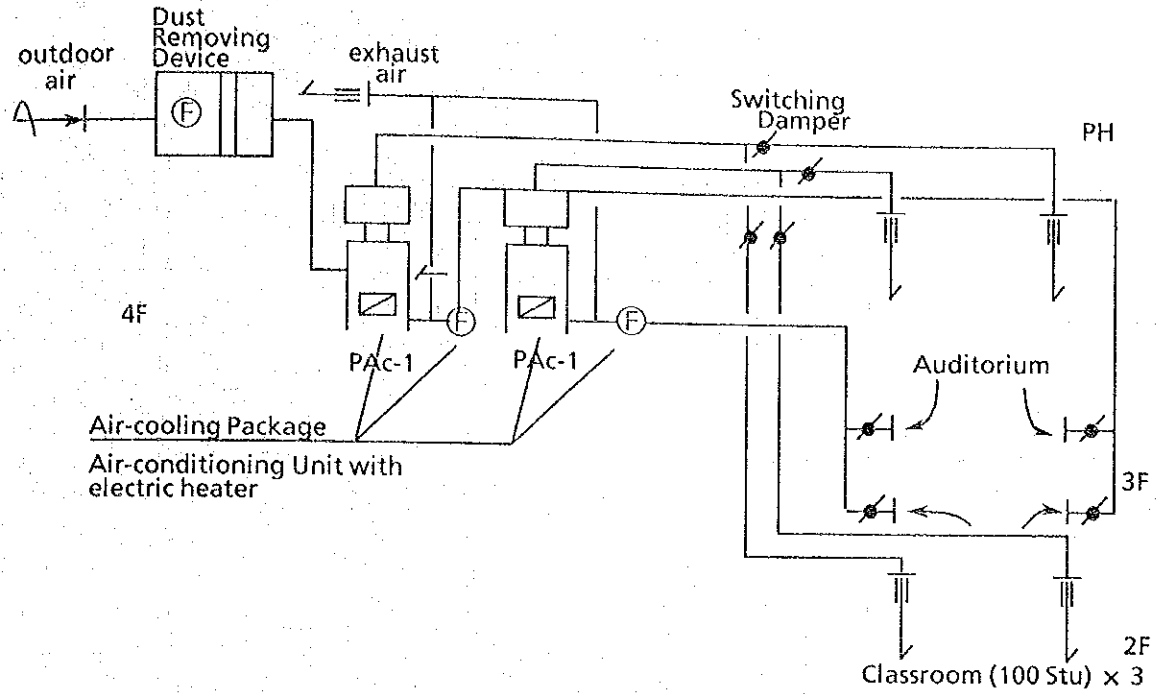 Dust
Removing
Device
outdoor
air
exhaust
air
F
Switching
Damper
PH
4F
F
F
PAc-1
PAc-1
Auditorium
Air-cooling Package
Air-conditioning Unit with
electric heater
3F
2F
Classroom (100 Stu) × 3